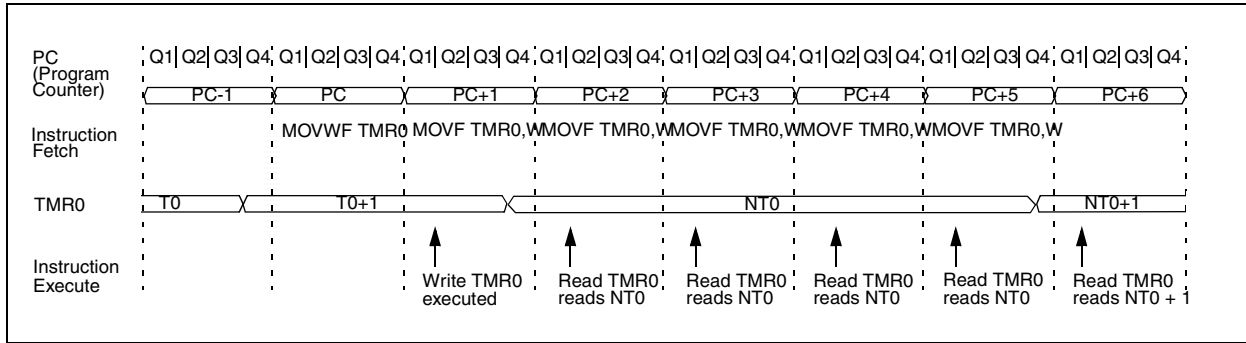 PC
(Program
Counter)
Q1 Q2 Q3 Q4 Q1 Q2 Q3 Q4 Q1 Q2 Q3 Q4 Q1 Q2 Q3 Q4 Q1 Q2 Q3 Q4 Q1 Q2 Q3 Q4 Q1 Q2 Q3 Q4 Q1 Q2 Q3 Q4
PC-1 PC PC+1 PC+2 PC+3 PC+4 PC+5 PC+6
Instruction
Fetch
MOVWF TMR0 MOVF TMR0,W MOVF TMR0,W MOVF TMR0,W MOVF TMR0,W MOVF TMR0,W
TMR0
T0 T0+1 NT0 NT0+1
Instruction
Execute
Write TMR0
executed
Read TMR0
reads NT0
Read TMR0
reads NT0
Read TMR0
reads NT0
Read TMR0
reads NT0
Read TMR0
reads NT0 + 1